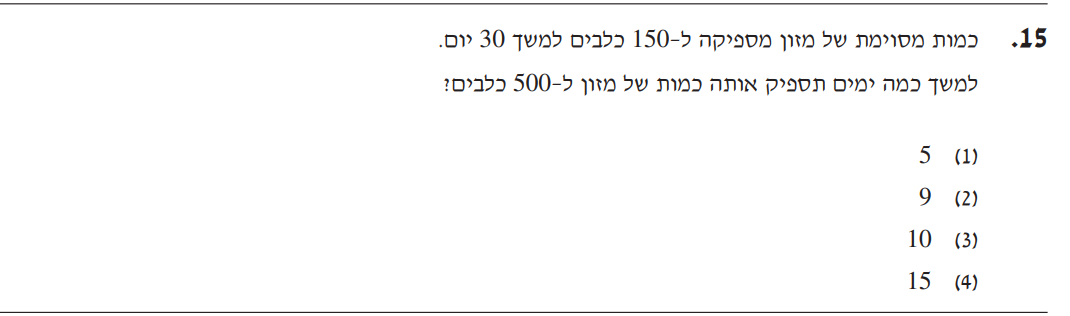 15. כמות מסוימת של מזון מספיקה ל-150 כלבים למשך 30 יום.
למשך כמה ימים תספיק אותה כמות של מזון ל-500 כלבים?
(1) 5
(2) 9
(3) 10
(4) 15